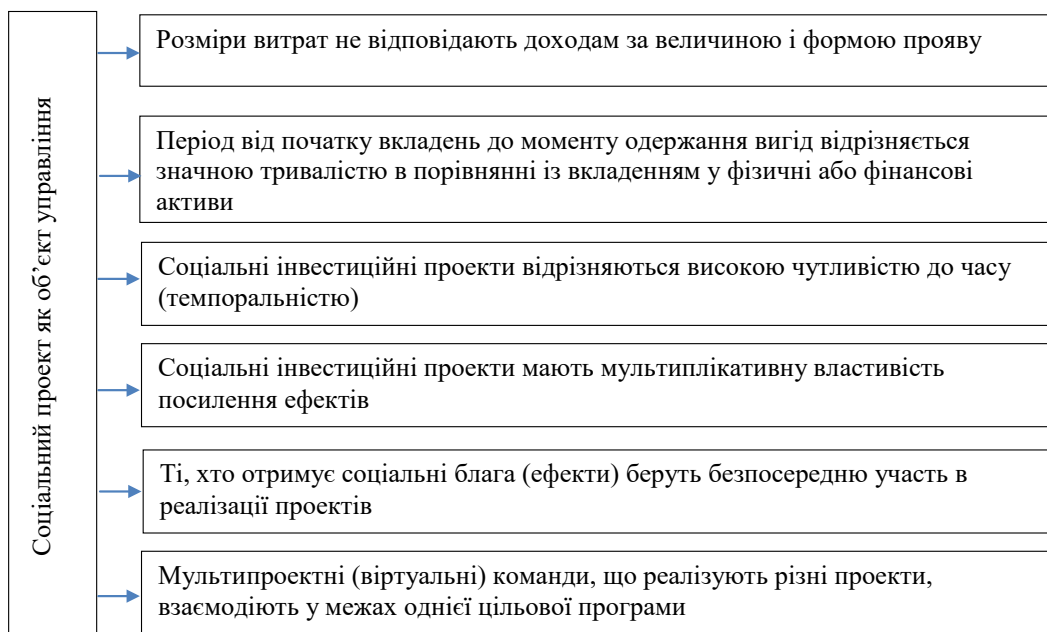 Соціальний проект як об’єкт управління
Розміри витрат не відповідають доходам за величиною і формою прояву
Період від початку вкладень до моменту одержання вигід відрізняється
значною тривалістю в порівнянні із вкладенням у фізичні або фінансові
активи
Соціальні інвестиційні проекти відрізняються високою чутливістю до часу
(темпоральністю)
Соціальні інвестиційні проекти мають мультиплікативну властивість
посилення ефектів
Ті, хто отримує соціальні блага (ефекти) беруть безпосередню участь в
реалізації проектів
Мультипроектні (віртуальні) команди, що реалізують різні проекти,
взаємодіють у межах однієї цільової програми